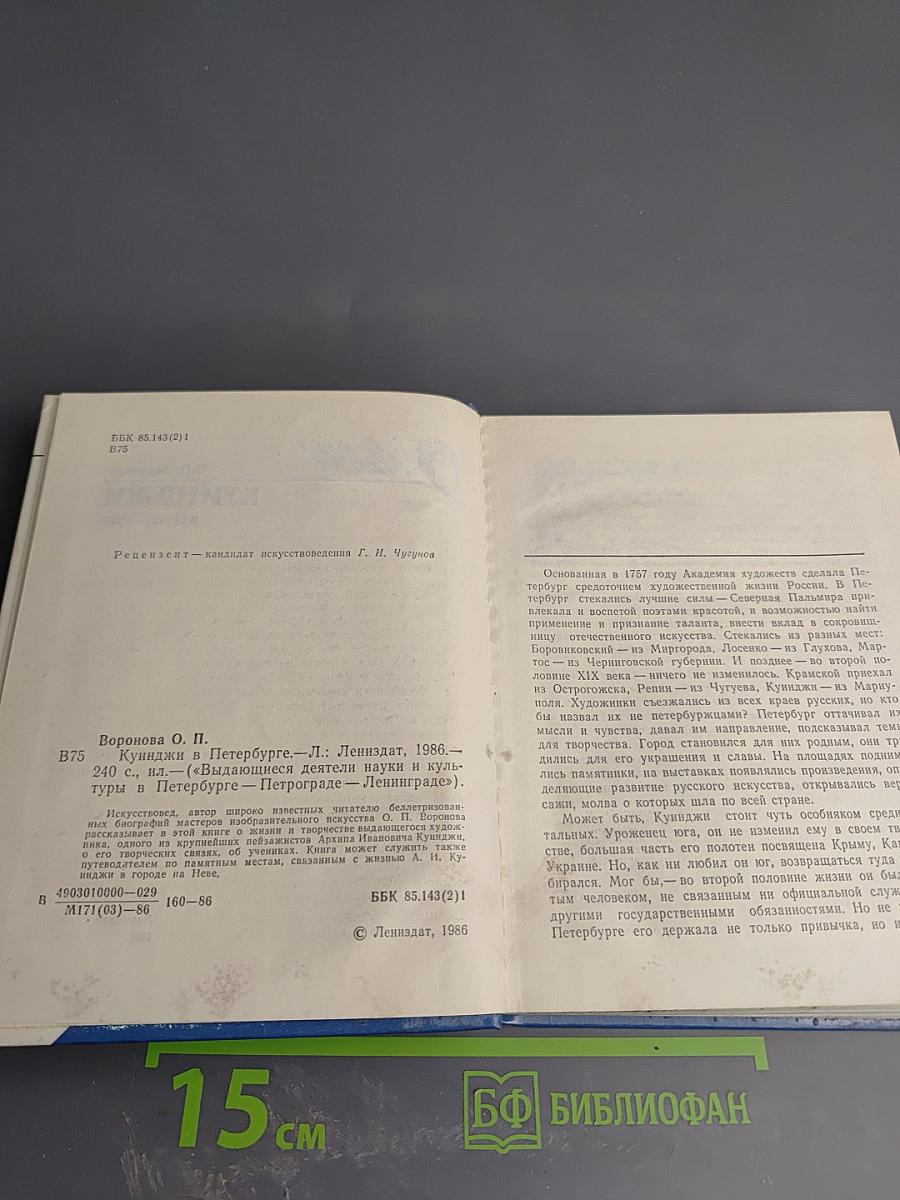 ББК 85.143(2)1
В75
КУИНДЖИ
Рецензент — кандидат искусствоведения Г. И. Чугунов
Воронова О. П.
В75 Куинджи в Петербурге.—Л.: Лениздат, 1986.—
240 с., ил.— («Выдающиеся деятели науки и куль-
туры в Петербурге — Петрограде — Ленинграде»).
Искусствовед, автор широко известных читателю беллетризован-
ных биографий мастеров изобразительного искусства О. П. Воронова
рассказывает в этой книге о жизни и творчестве выдающегося худож-
ника, одного из крупнейших пейзажистов Архипа Ивановича Куинджи,
о его творческих связях, об учениках. Книга может служить также
путеводителем по памятным местам, связанным с жизнью А. И. Ку-
инджи в городе на Неве.
В 4903010000—029
М171(03)—86 160—86 ББК 85.143(2)1
© Лениздат, 1986
Основанная в 1757 году Академия художеств сделала Пе-
тербург средоточием художественной жизни России. В Пе-
тербург стекались лучшие силы — Северная Пальмира при-
влекала и воспетой поэтами красотой, и возможностью найти
применение и признание таланта, внести вклад в сокровищ-
ницу отечественного искусства. Стекались из разных мест:
Боровиковский — из Миргорода, Лосенко — из Глухова, Мар-
тос — из Черниговской губернии. И позднее — во второй по-
ловине XIX века — ничего не изменилось. Крамской приехал
из Острогожска, Репин — из Чугуева, Куинджи — из Мариу-
поля. Художники съезжались из всех краев русских, но кто
бы назвал их не петербуржцами? Петербург оттачивал их
мысли и чувства, давал им направление, подсказывал темы
для творчества. Город становился для них родным, они тру-
дились для его украшения и славы. На площадях поднима-
лись памятники, на выставках появлялись произведения, оп
деляющие развитие русского искусства, открывались вер
сажи, молва о которых шла по всей стране.
Может быть, Куинджи стоит чуть особняком среди
тальных. Уроженец юга, он не изменил ему в своем тв
стве, большая часть его полотен посвящена Крыму, Кав
Украине. Но, как ни любил он юг, возвращаться туда
бирался. Мог бы,— во второй половине жизни он был
тым человеком, не связанным ни официальной служ
другими государственными обязанностями. Но не
Петербурге его держала не только привычка, но и
15 см
БФ БИБЛИОФАН